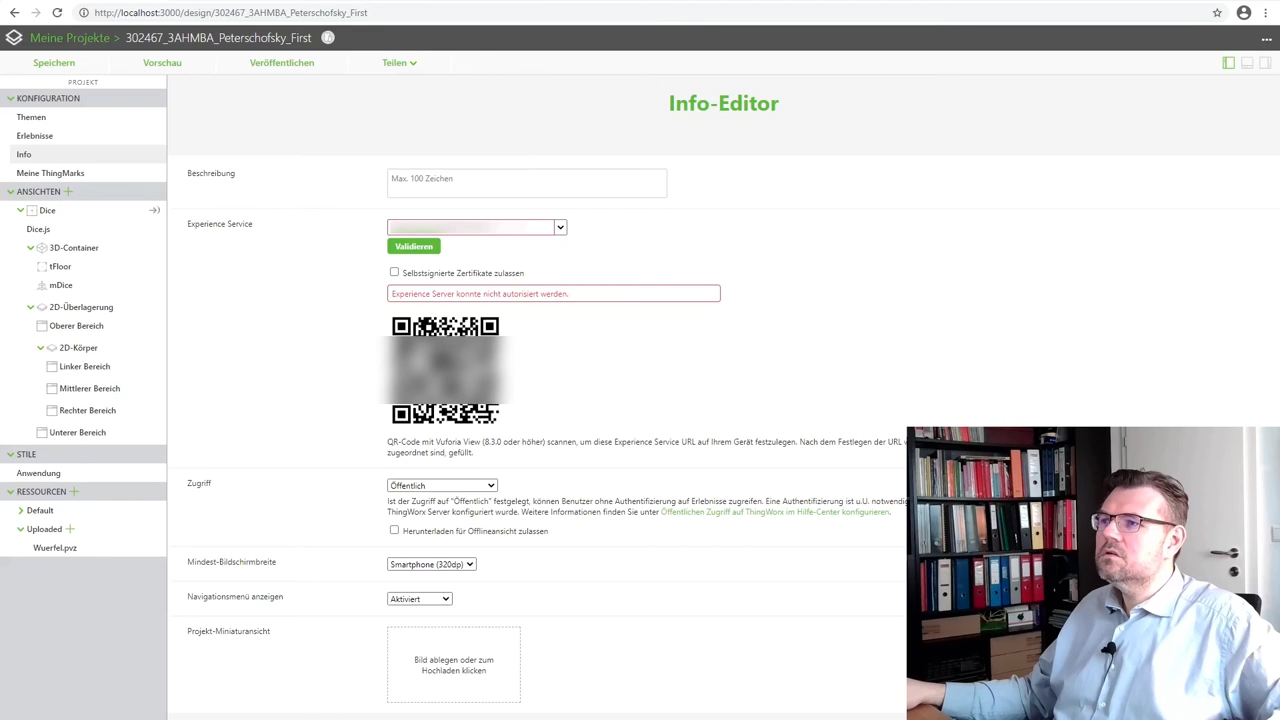 http://localhost:3000/design/302467_3AHMBA_Peterschofsky_First
Meine Projekte > 302467_3AHMBA_Peterschofsky_First
Speichern
Vorschau
Veröffentlichen
Teilen
PROJEKT
KONFIGURATION
Themen
Erlebnisse
Info
Meine ThingMarks
ANSICHTEN
Dice
Dice.js
3D-Container
tFloor
mDice
2D-Überlagerung
Oberer Bereich
2D-Körper
Linker Bereich
Mittlerer Bereich
Rechter Bereich
Unterer Bereich
STILE
Anwendung
RESSOURCEN
Default
Uploaded
Wuerfel.pvz
Info-Editor
Beschreibung
Max. 100 Zeichen
Experience Service
Validieren
Selbstsignierte Zertifikate zulassen
Experience Server konnte nicht autorisiert werden.
QR-Code mit Vuforia View (8.3.0 oder höher) scannen, um diese Experience Service URL auf Ihrem Gerät festzulegen. Nach dem Festlegen der URL
zugeordnet sind, gefüllt.
Zugriff
Öffentlich
Ist der Zugriff auf "Öffentlich" festgelegt, können Benutzer ohne Authentifizierung auf Erlebnisse zugreifen. Eine Authentifizierung ist u.U. notwendig
ThingWorx Server konfiguriert wurde. Weitere Informationen finden Sie unter Öffentlichen Zugriff auf ThingWorx im Hilfe-Center konfigurieren.
Herunterladen für Offlineansicht zulassen
Mindest-Bildschirmbreite
Smartphone (320dp)
Navigationsmenü anzeigen
Aktiviert
Projekt-Miniaturansicht
Bild ablegen oder zum
Hochladen klicken